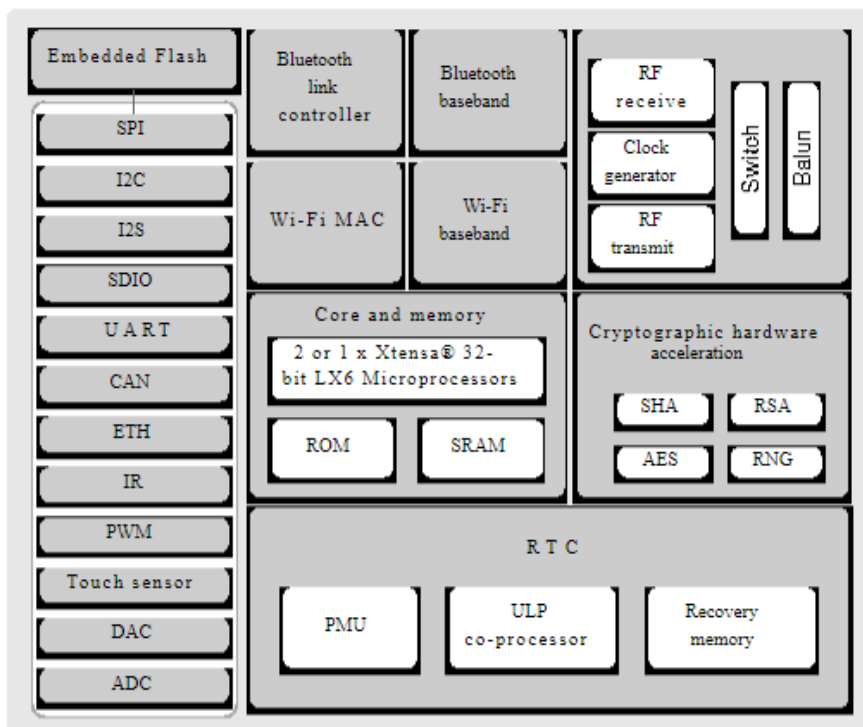 Embedded Flash
SPI
I2C
I2S
SDIO
UART
CAN
ETH
IR
PWM
Touch sensor
DAC
ADC
Bluetooth
link
controller
Bluetooth
baseband
Wi-Fi MAC
Wi-Fi
baseband
RF
receive
Clock
generator
RF
transmit
Switch
Balun
Core and memory
2 or 1 x Xtensa® 32-
bit LX6 Microprocessors
ROM
SRAM
Cryptographic hardware
acceleration
SHA
RSA
AES
RNG
RTC
PMU
ULP
co-processor
Recovery
memory